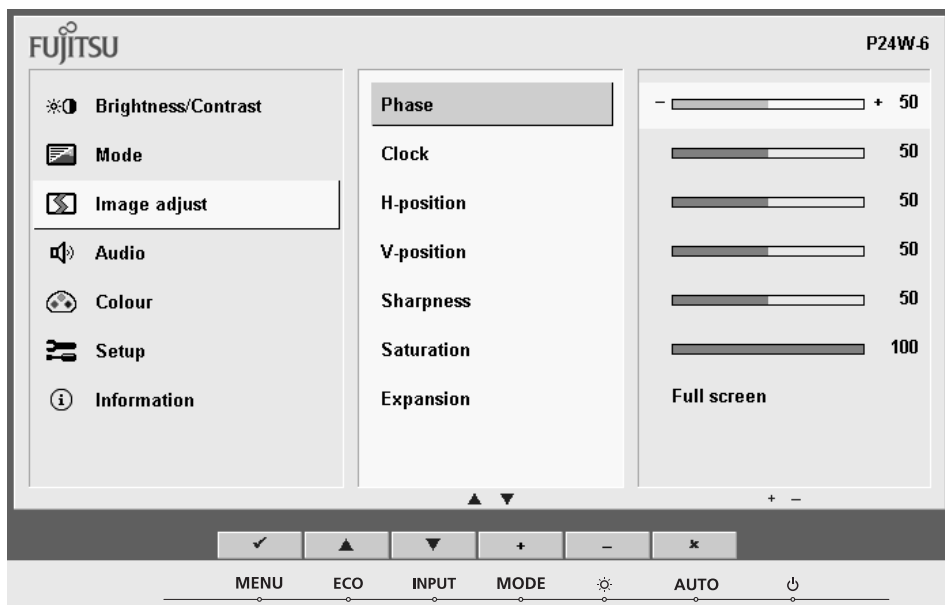 FUJITSU
P24W-6
Brightness/Contrast
Mode
Image adjust
Audio
Colour
Setup
Information
Phase
Clock
H-position
V-position
Sharpness
Saturation
Expansion
− + 50
50
50
50
50
100
Full screen
▲ ▼
+ −
✓ ▲ ▼ + − ×
MENU ECO INPUT MODE AUTO